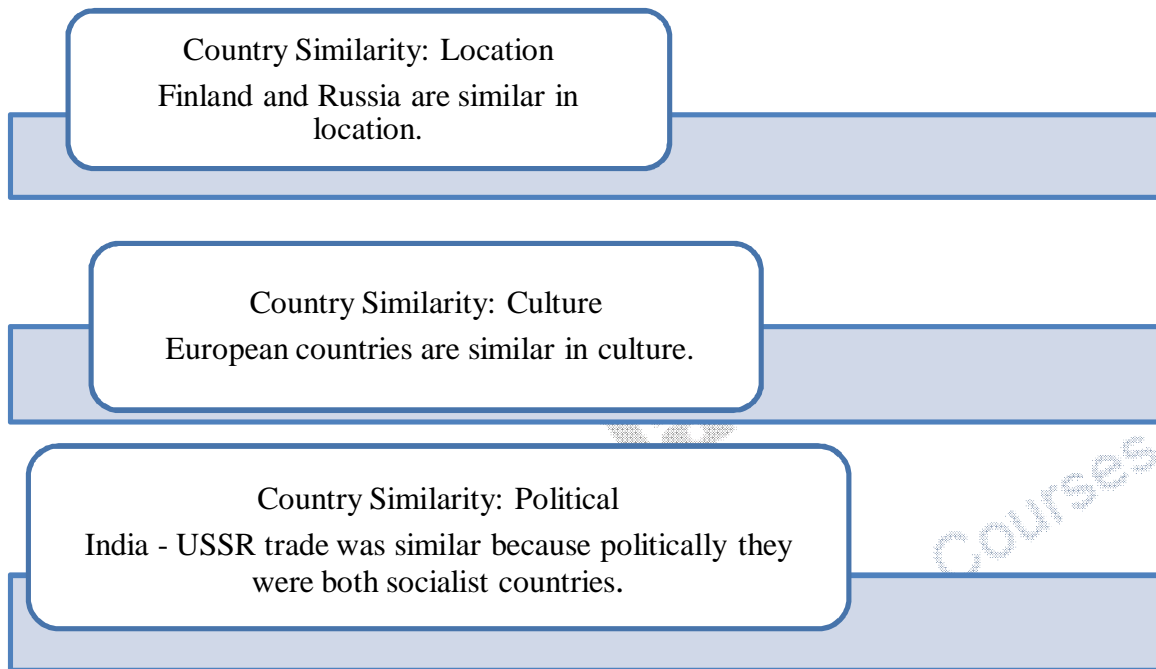 Country Similarity: Location
Finland and Russia are similar in
location.
Country Similarity: Culture
European countries are similar in culture.
Country Similarity: Political
India - USSR trade was similar because politically they
were both socialist countries.
Courses